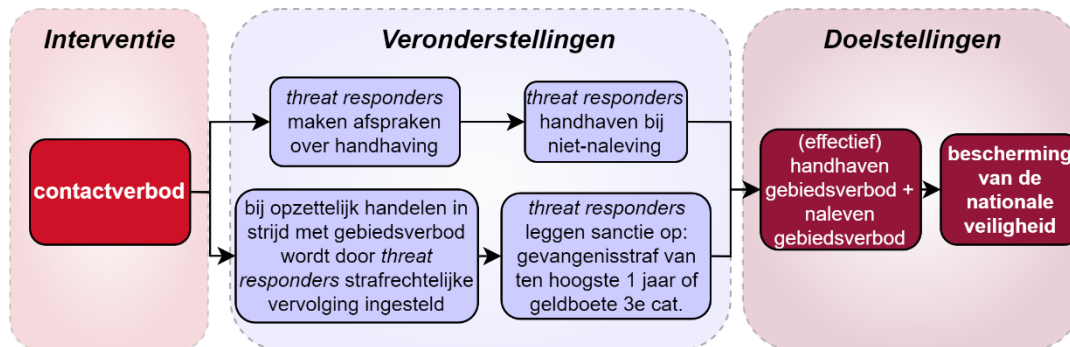 Interventie
Veronderstellingen
Doelstellingen
contactverbod
threat responders
maken afspraken
over handhaving
threat responders
handhaven bij
niet-naleving
bij opzettelijk handelen in
strijd met gebiedsverbod
wordt door threat
responders strafrechtelijke
vervolging ingesteld
threat responders
leggen sanctie op:
gevangenisstraf van
ten hoogste 1 jaar of
geldboete 3e cat.
(effectief)
handhaven
gebiedsverbod +
naleven
gebiedsverbod
bescherming
van de
nationale
veiligheid